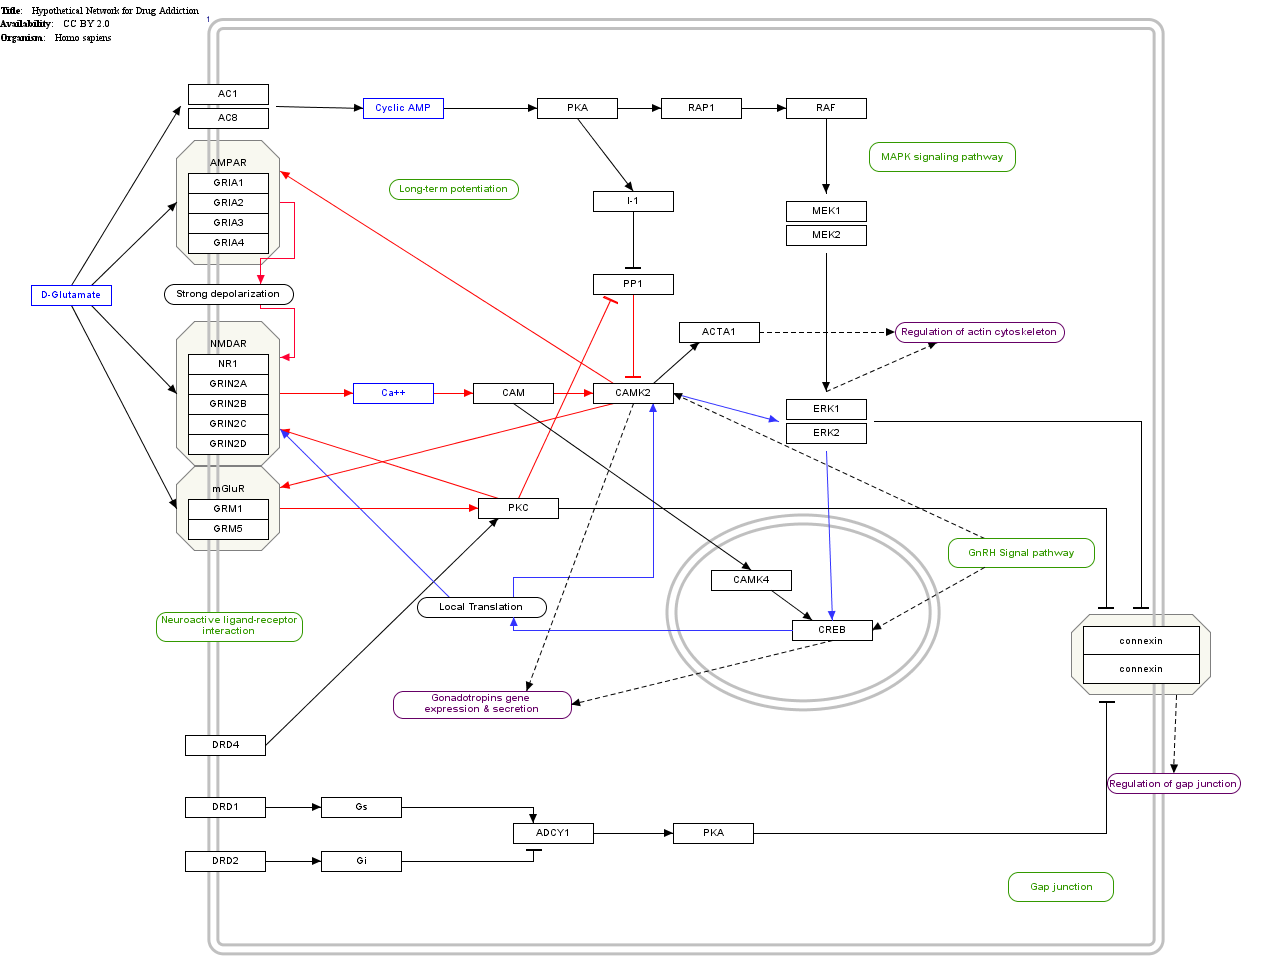 Title: Hypothetical Network for Drug Addiction
Availability: CC BY 2.0
Organism: Homo sapiens
1
AC1
AC8
Cyclic AMP
PKA
RAP1
RAF
MAPK signaling pathway
AMPAR
GRIA1
GRIA2
GRIA3
GRIA4
Long-term potentiation
I-1
MEK1
MEK2
D-Glutamate
Strong depolarization
PP1
ACTA1
Regulation of actin cytoskeleton
NMDAR
NR1
GRIN2A
GRIN2B
GRIN2C
GRIN2D
Ca++
CAM
CAMK2
ERK1
ERK2
mGluR
GRM1
GRM5
PKC
GnRH Signal pathway
CAMK4
CREB
Local Translation
Neuroactive ligand-receptor
interaction
connexin
connexin
Gonadotropins gene
expression & secretion
DRD4
Regulation of gap junction
DRD1
Gs
ADCY1
PKA
DRD2
Gi
Gap junction